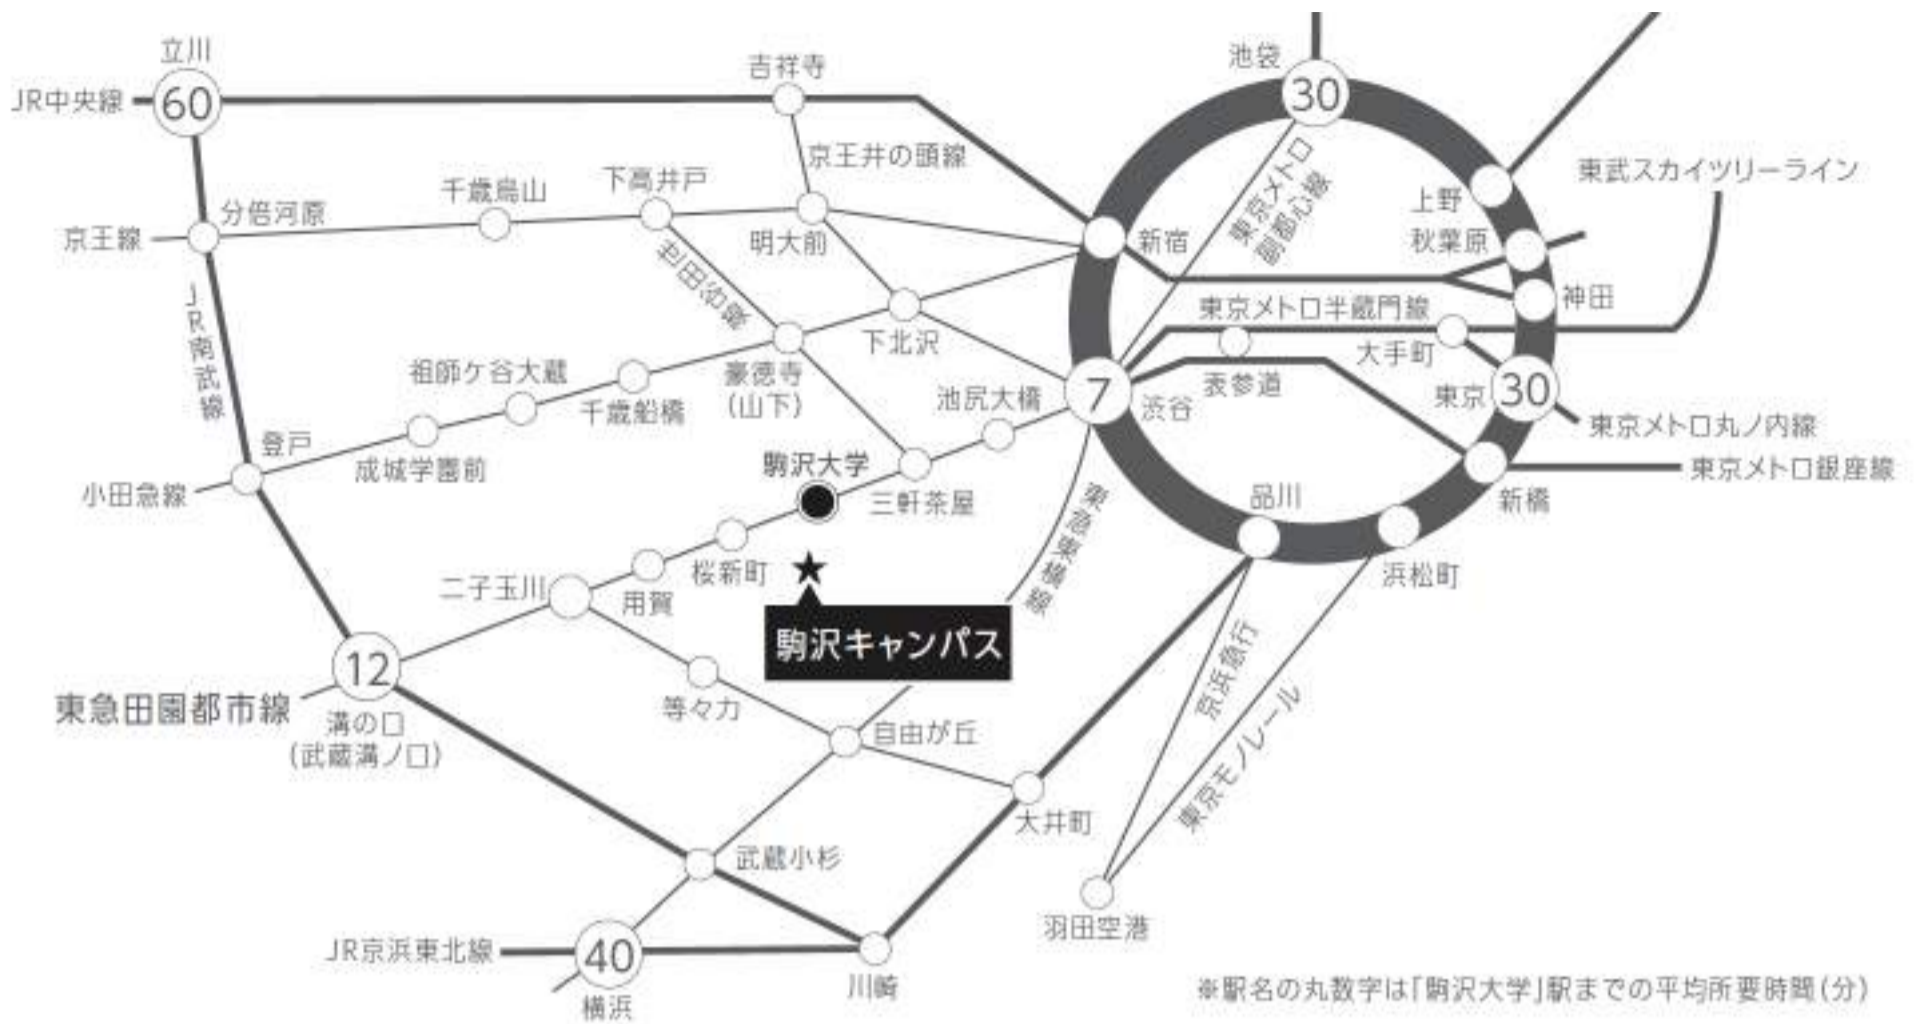 立川
60
JR中央線
吉祥寺
池袋
30
京王井の頭線
東京メトロ
副都心線
上野
秋葉原
東武スカイツリーライン
千歳烏山
下高井戸
分倍河原
京王線
明大前
新宿
神田
世田谷線
JR南武線
東京メトロ半蔵門線
大手町
下北沢
祖師ケ谷大蔵
千歳船橋
豪徳寺
(山下)
池尻大橋
7
渋谷
表参道
東京
30
東京メトロ丸ノ内線
登戸
成城学園前
小田急線
駒沢大学
三軒茶屋
東急東横線
品川
新橋
東京メトロ銀座線
浜松町
桜新町
用賀
二子玉川
駒沢キャンパス
12
東急田園都市線
溝の口
(武蔵溝ノ口)
等々力
自由が丘
京浜急行
東京モノレール
大井町
武蔵小杉
羽田空港
JR京浜東北線
40
横浜
川崎
※駅名の丸数字は「駒沢大学」駅までの平均所要時間(分)